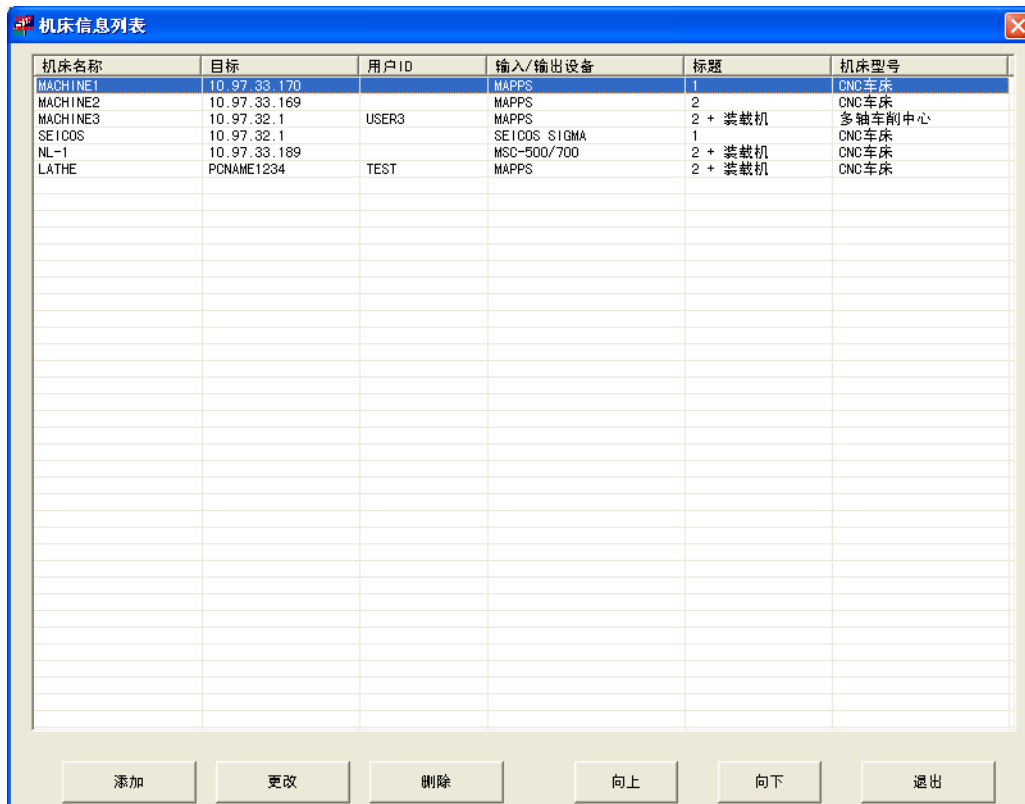 机床信息列表
机床名称 目标 用户ID 输入/输出设备 标题 机床型号
MACHINE1 10.97.33.170 MAPPS 1 CNC车床
MACHINE2 10.97.33.169 MAPPS 2 CNC车床
MACHINE3 10.97.32.1 USER3 MAPPS 2 + 装载机 多轴车削中心
SEICOS 10.97.32.1 SEICOS SIGMA 1 CNC车床
NL-1 10.97.33.189 MSC-500/700 2 + 装载机 CNC车床
LATHE PCNAME1234 TEST MAPPS 2 + 装载机 CNC车床
添加 更改 删除 向上 向下 退出